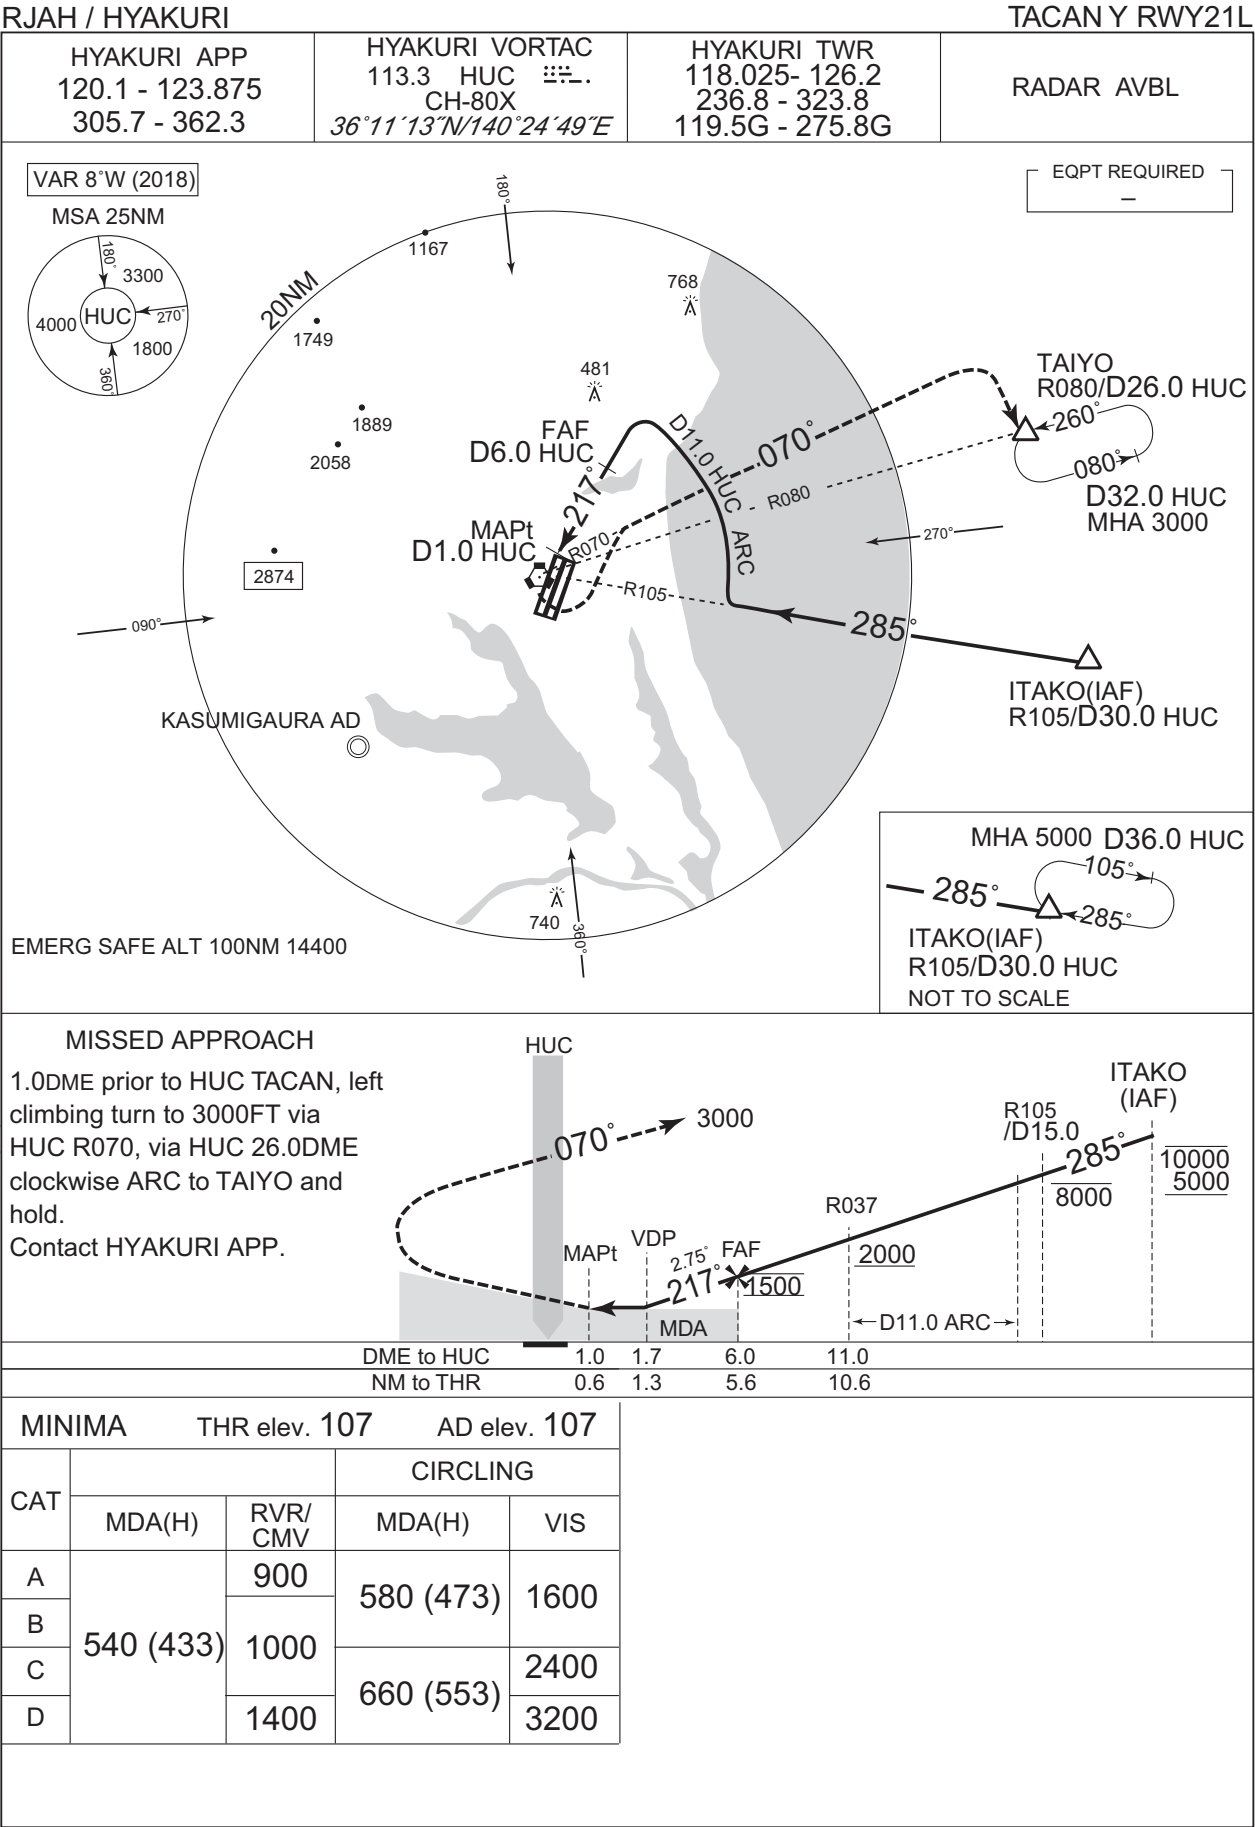 RJAH / HYAKURI
TACAN Y RWY21L
HYAKURI APP
120.1 - 123.875
305.7 - 362.3
HYAKURI VORTAC
113.3 HUC
CH-80X
36°11´13˝N/140°24´49˝E
HYAKURI TWR
118.025- 126.2
236.8 - 323.8
119.5G - 275.8G
RADAR AVBL
VAR 8°W (2018)
MSA 25NM
180°
3300
4000
HUC
270°
1800
360°
EQPT REQUIRED
–
180°
1167
20NM
768
1749
481
1889
2058
FAF
D6.0 HUC
217°
D11.0 HUC ARC
070°
TAIYO
R080/D26.0 HUC
260°
080°
D32.0 HUC
MHA 3000
R080
MAPt
D1.0 HUC
R070
270°
2874
R105
090°
285°
ITAKO(IAF)
R105/D30.0 HUC
KASUMIGAURA AD
740
360°
EMERG SAFE ALT 100NM 14400
MHA 5000 D36.0 HUC
105°
285°
285°
ITAKO(IAF)
R105/D30.0 HUC
NOT TO SCALE
MISSED APPROACH
1.0DME prior to HUC TACAN, left
climbing turn to 3000FT via
HUC R070, via HUC 26.0DME
clockwise ARC to TAIYO and
hold.
Contact HYAKURI APP.
HUC
070°
3000
MAPt
VDP
2.75°
217°
FAF
1500
MDA
R037
2000
D11.0 ARC
R105
/D15.0
8000
285°
ITAKO
(IAF)
10000
5000
DME to HUC 1.0 1.7 6.0 11.0
NM to THR 0.6 1.3 5.6 10.6
MINIMA THR elev. 107 AD elev. 107
CAT
CIRCLING
MDA(H)
RVR/
CMV
MDA(H)
VIS
A
B
C
D
540 (433)
900
1000
1400
580 (473)
660 (553)
1600
2400
3200